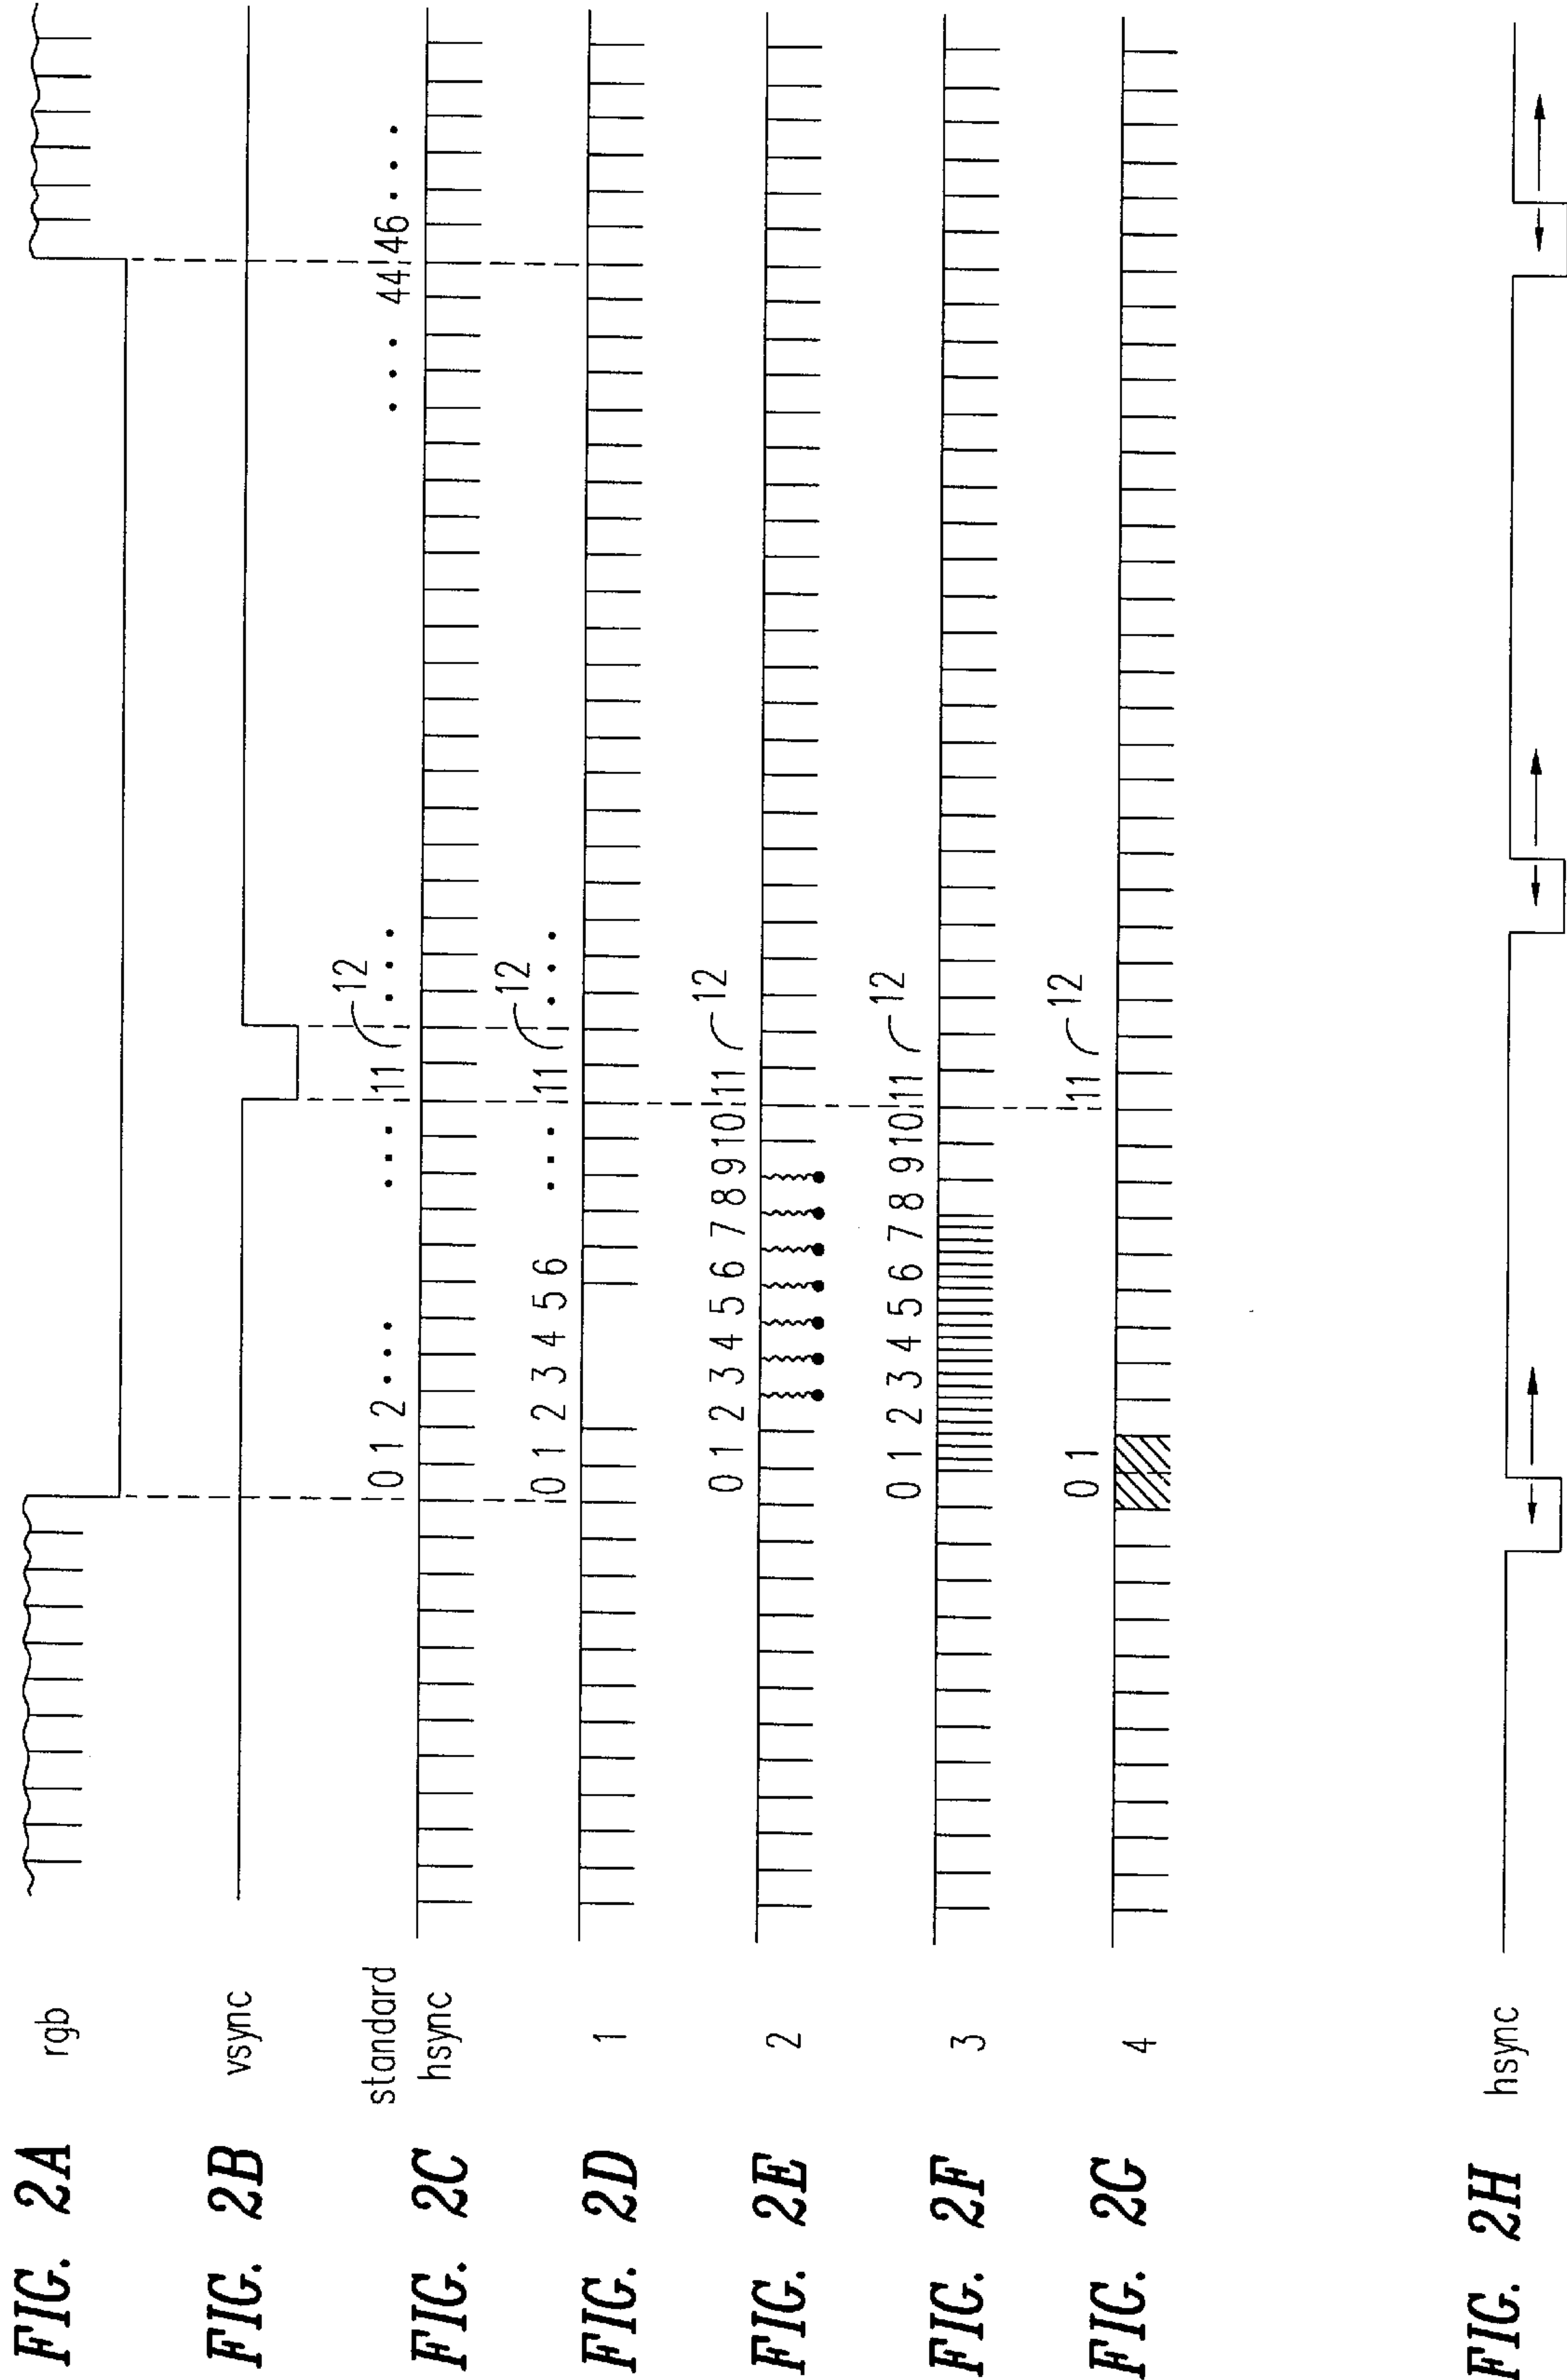 FIG. 2A rgb
FIG. 2B vsync
FIG. 2C standard hsync
0 1 2 ••• ••• 11 12 ••• ••• 44 46 •••
FIG. 2D 1
0 1 2 3 4 5 6 ••• 11 12 •••
FIG. 2E 2
0 1 2 3 4 5 6 7 8 9 10 11 12
FIG. 2F 3
0 1 2 3 4 5 6 7 8 9 10 11 12
FIG. 2G 4
0 1 11 12
FIG. 2H hsync